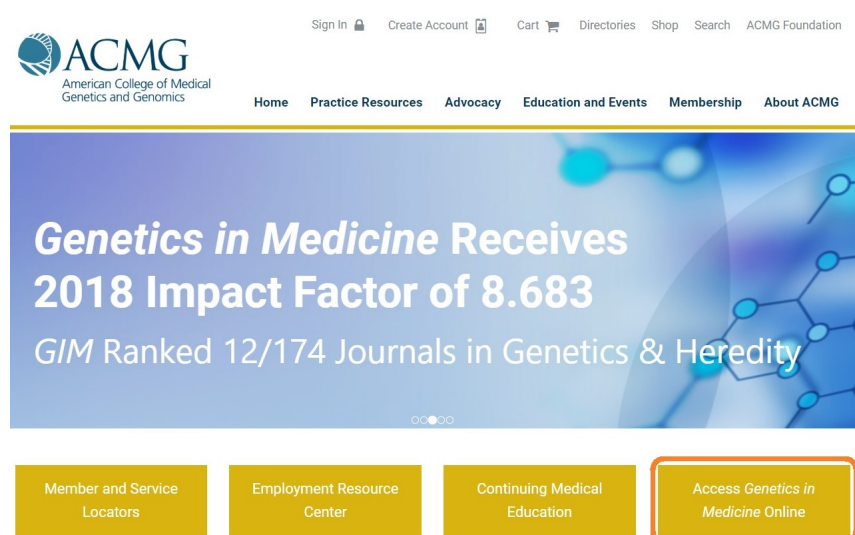 Sign In Create Account Cart Directories Shop Search ACMG Foundation
ACMG
American College of Medical
Genetics and Genomics
Home Practice Resources Advocacy Education and Events Membership About ACMG
Genetics in Medicine Receives
2018 Impact Factor of 8.683
GIM Ranked 12/174 Journals in Genetics & Heredity
Member and Service
Locators
Employment Resource
Center
Continuing Medical
Education
Access Genetics in
Medicine Online